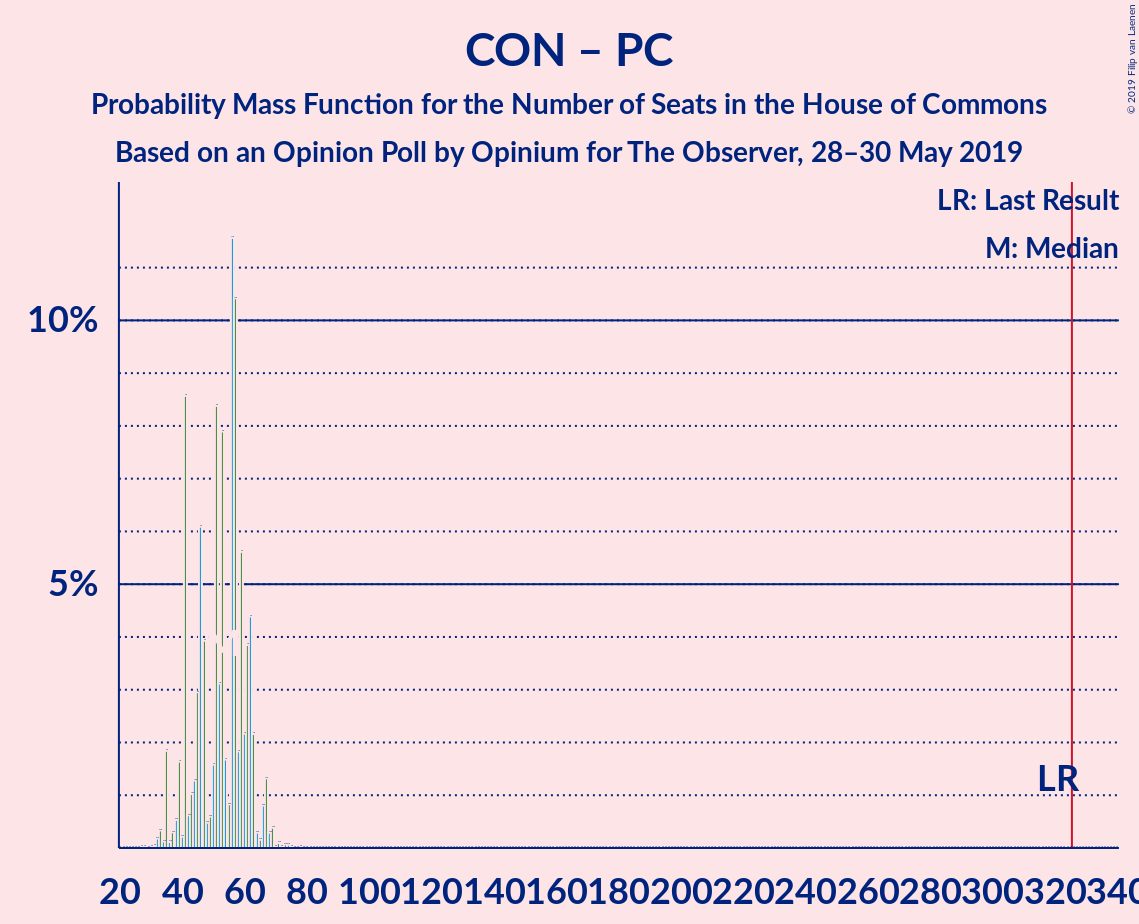 CON – PC
Probability Mass Function for the Number of Seats in the House of Commons
Based on an Opinion Poll by Opinium for The Observer, 28–30 May 2019
© 2019 Filip van Laenen
LR: Last Result
M: Median
10%
5%
LR
20 40 60 80 100 120 140 160 180 200 220 240 260 280 300 320 340